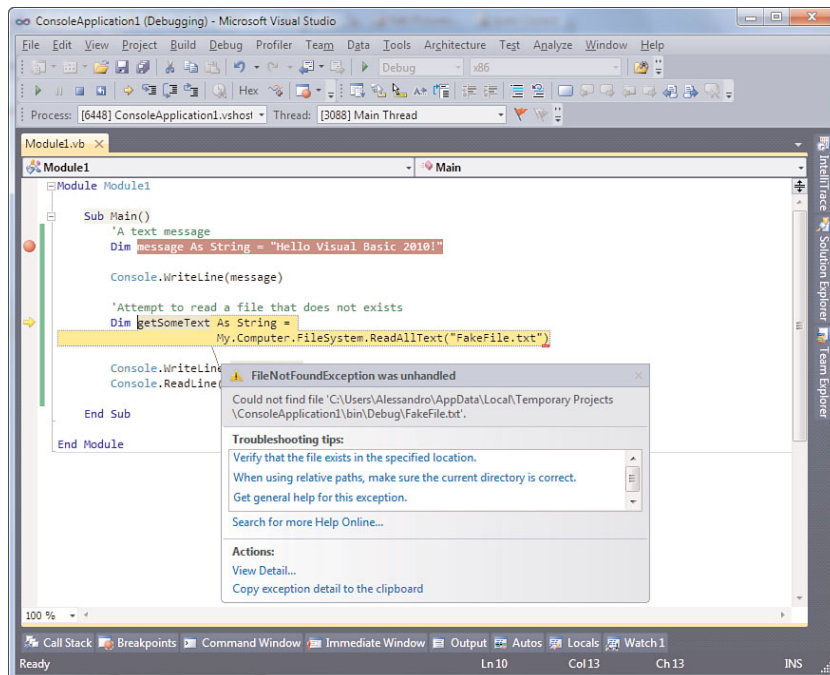 ConsoleApplication1 (Debugging) - Microsoft Visual Studio
File Edit View Project Build Debug Profiler Team Data Tools Architecture Test Analyze Window Help
Debug x86
Hex
Process: [6448] ConsoleApplication1.vshost Thread: [3088] Main Thread
Module1.vb
Module1 Main
Module Module1
Sub Main()
'A text message
Dim message As String = "Hello Visual Basic 2010!"
Console.WriteLine(message)
'Attempt to read a file that does not exists
Dim getSomeText As String =
My.Computer.FileSystem.ReadAllText("FakeFile.txt")
Console.WriteLine
Console.ReadLine(
End Sub
End Module
FileNotFoundException was unhandled
Could not find file 'C:\Users\Alessandro\AppData\Local\Temporary Projects
\ConsoleApplication1\bin\Debug\FakeFile.txt'.
Troubleshooting tips:
Verify that the file exists in the specified location.
When using relative paths, make sure the current directory is correct.
Get general help for this exception.
Search for more Help Online...
Actions:
View Detail...
Copy exception detail to the clipboard
IntelliTrace
Solution Explorer
Team Explorer
100 %
Call Stack Breakpoints Command Window Immediate Window Output Autos Locals Watch 1
Ready Ln 10 Col 13 Ch 13 INS